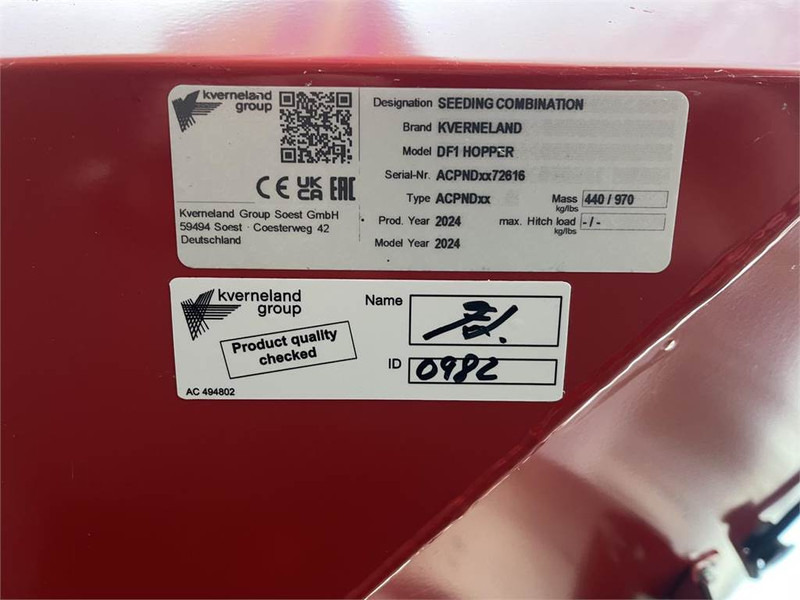 kverneland
group
CE UK CA EAC
Kverneland Group Soest GmbH
59494 Soest · Coesterweg 42
Deutschland
Designation SEEDING COMBINATION
Brand KVERNELAND
Model DF1 HOPPER
Serial-Nr. ACPNDxx72616
Type ACPNDxx
Mass kg/lbs 440 / 970
Prod. Year 2024
max. Hitch load kg/lbs - / -
Model Year 2024
kverneland
group
Product quality
checked
AC 494802
Name
ID 0982